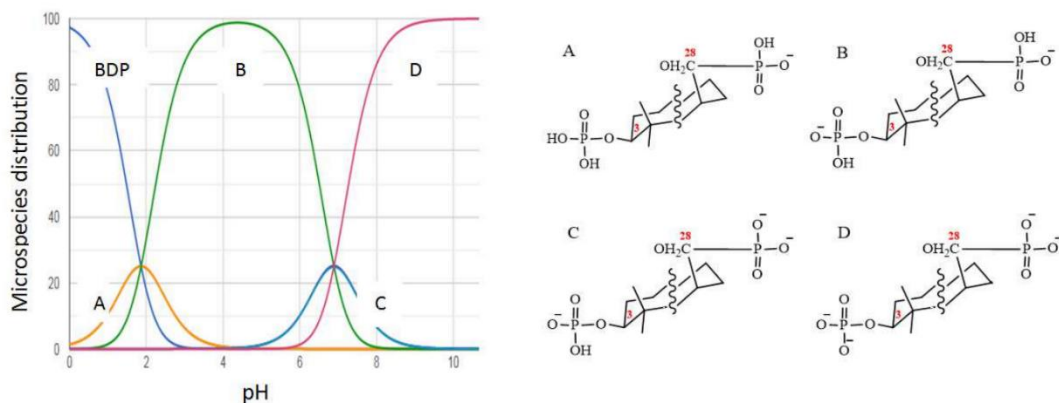 Microspecies distribution
100
80
60
40
20
0
BDP
B
D
A
C
0
2
4
6
8
10
pH
A
28
OH
OH₂C
P
O⁻
O
O
HO
P
O
OH
3
B
28
OH
OH₂C
P
O⁻
O
O
O⁻
P
O
OH
3
C
28
O⁻
OH₂C
P
O⁻
O
O
O⁻
P
O
OH
3
D
28
O⁻
OH₂C
P
O⁻
O
O
O⁻
P
O
O⁻
3